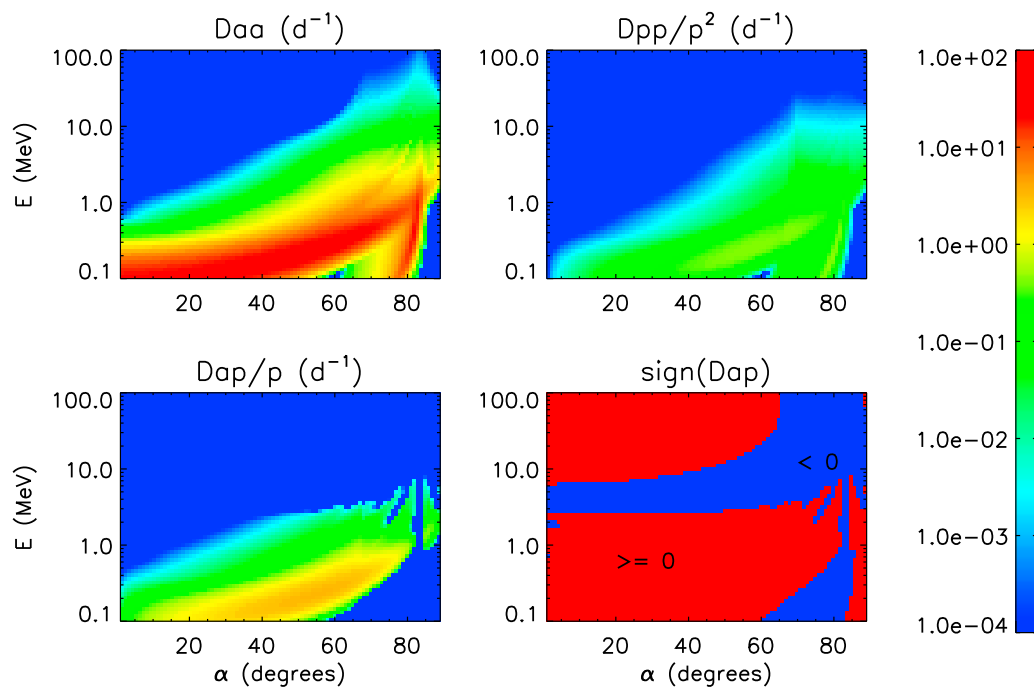 Daa (d⁻¹)
Dpp/p² (d⁻¹)
E (MeV)
100.0
10.0
1.0
0.1
20 40 60 80
100.0
10.0
1.0
0.1
20 40 60 80
Dap/p (d⁻¹)
sign(Dap)
E (MeV)
100.0
10.0
1.0
0.1
20 40 60 80
α (degrees)
100.0
10.0
1.0
0.1
< 0
>= 0
20 40 60 80
α (degrees)
1.0e+02
1.0e+01
1.0e+00
1.0e-01
1.0e-02
1.0e-03
1.0e-04